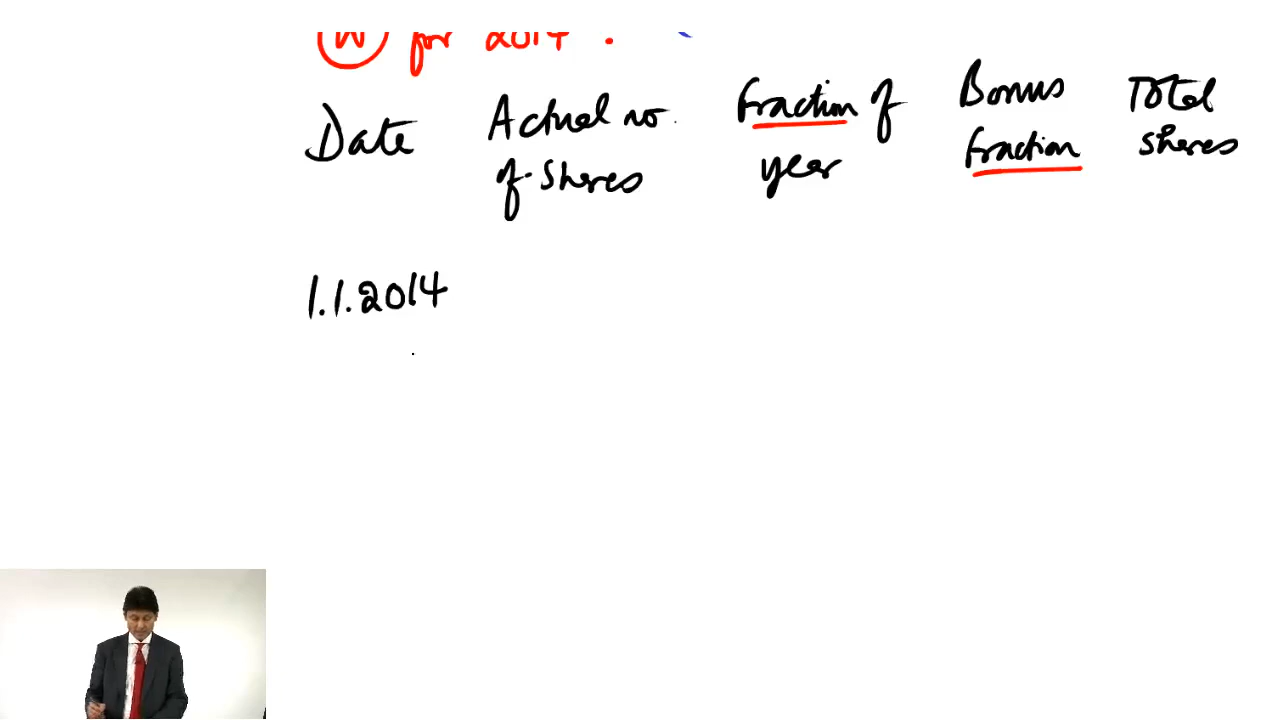 W for 2014.
Date Actual no. Fraction of Bonus Total
of shares year fraction shares
1.1.2014